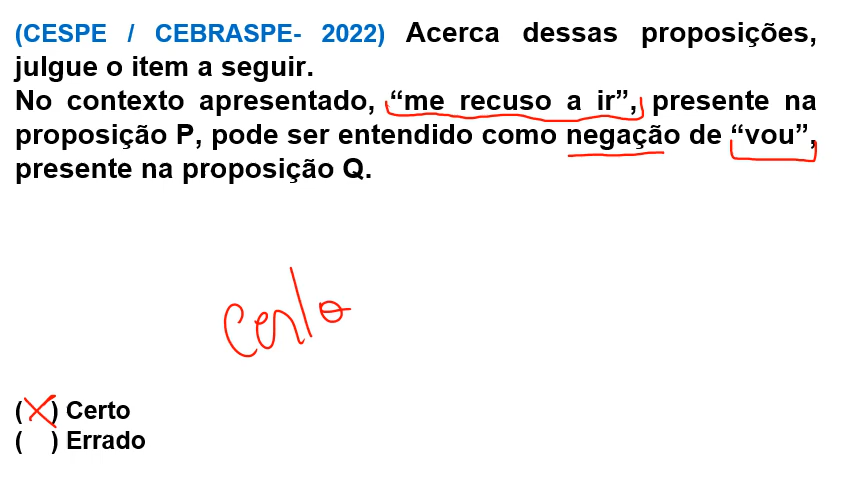 (CESPE / CEBRASPE- 2022) Acerca dessas proposições,
julgue o item a seguir.
No contexto apresentado, “me recuso a ir”, presente na
proposição P, pode ser entendido como negação de “vou”,
presente na proposição Q.
Certo
(X) Certo
( ) Errado